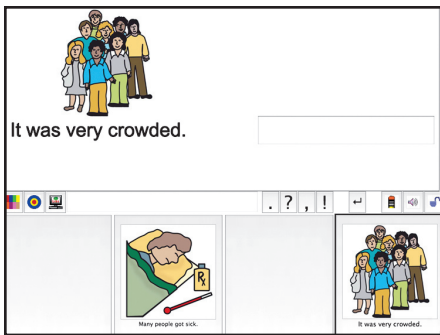 It was very crowded.
. ? , !
Rx
Many people got sick.
It was very crowded.